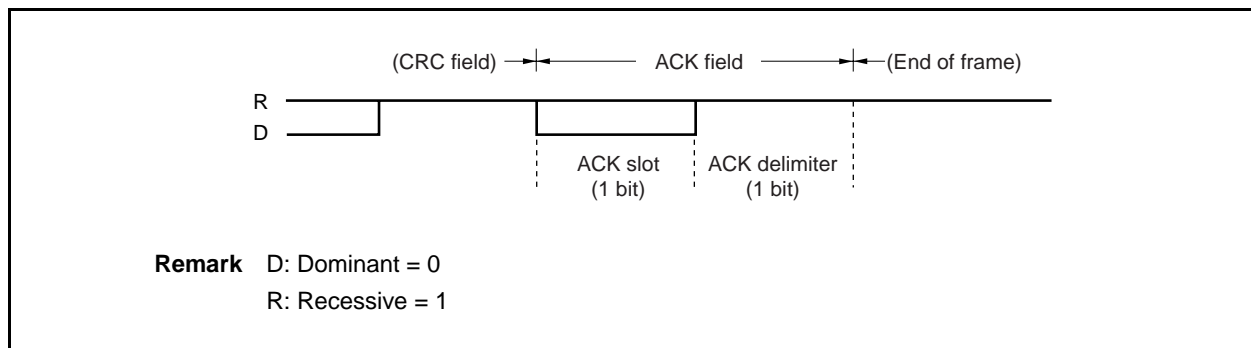 (CRC field) ACK field (End of frame)
R
D
ACK slot ACK delimiter
(1 bit) (1 bit)
Remark D: Dominant = 0
R: Recessive = 1